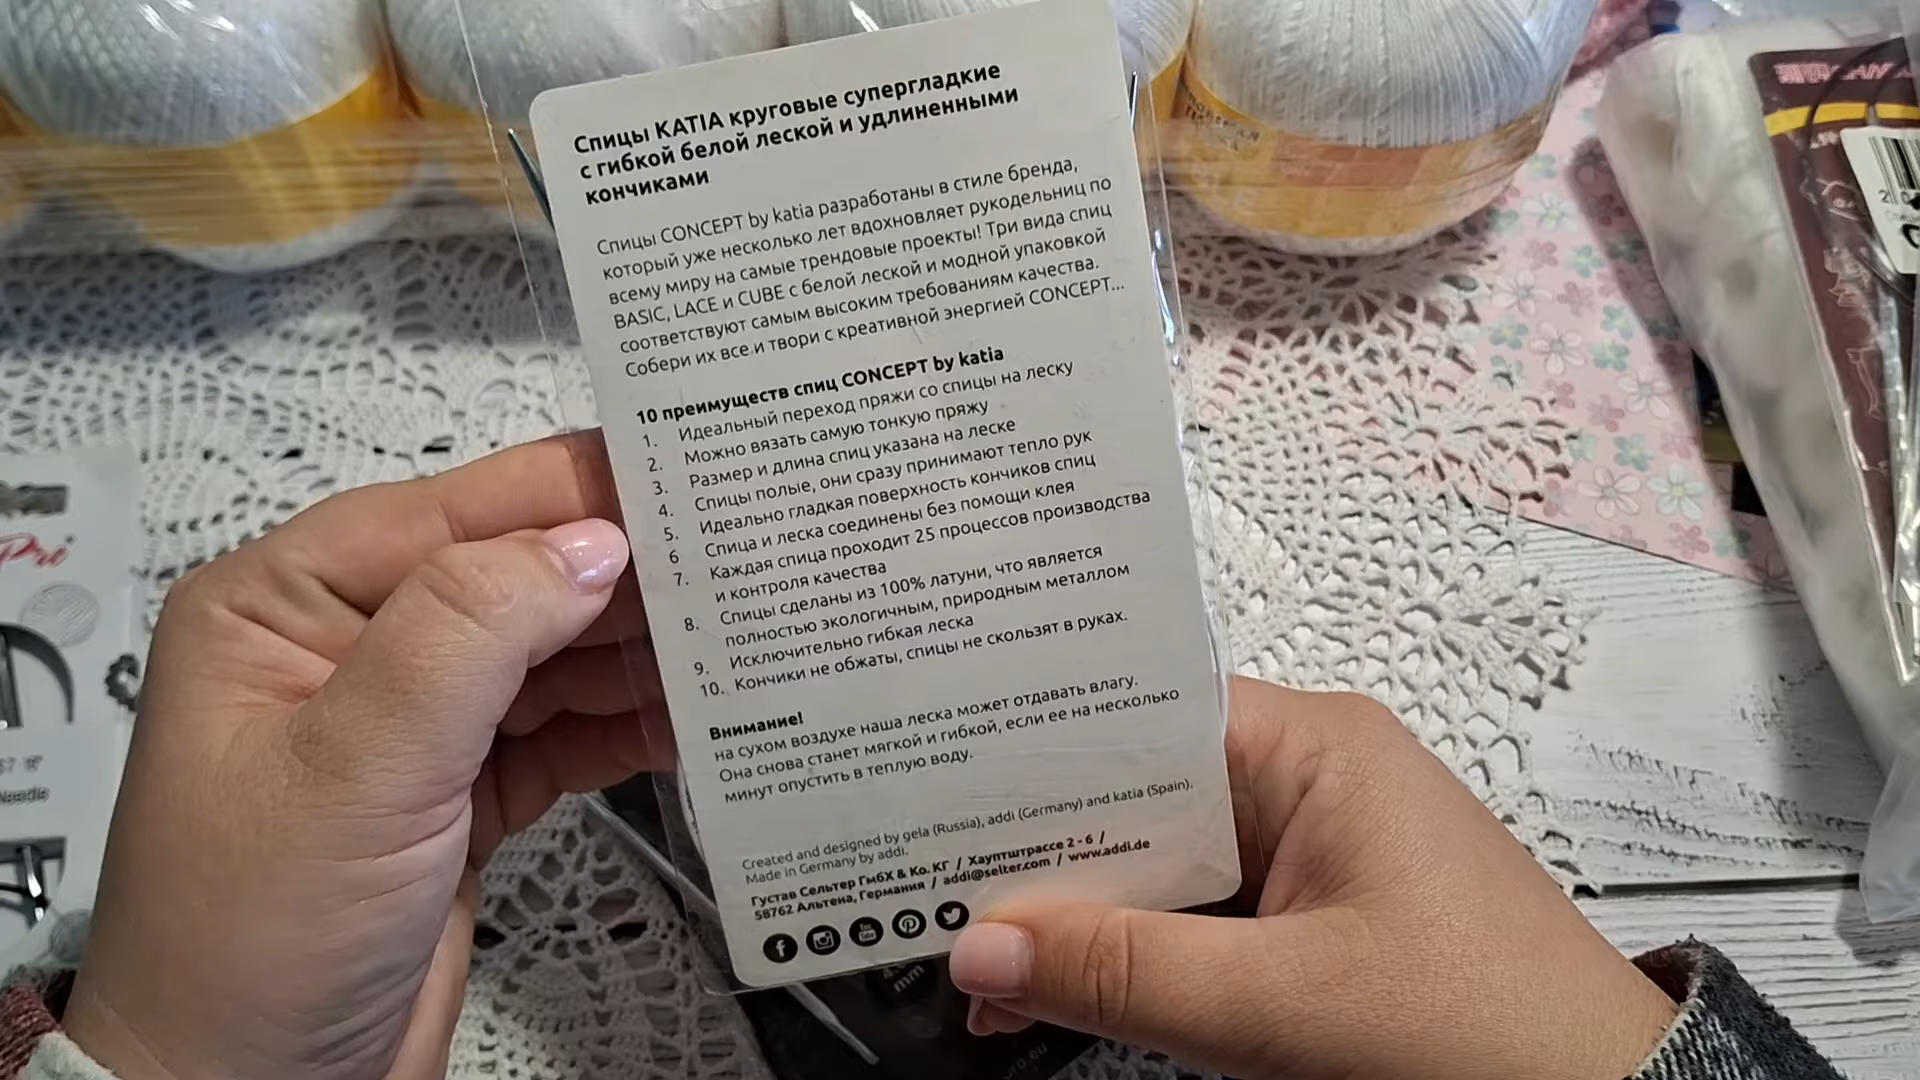 Спицы KATIA круговые супергладкие
с гибкой белой леской и удлиненными
кончиками
Спицы CONCEPT by katia разработаны в стиле бренда,
который уже несколько лет вдохновляет рукодельниц по
всему миру на самые трендовые проекты! Три вида спиц
BASIC, LACE и CUBE с белой леской и модной упаковкой
соответствуют самым высоким требованиям качества.
Собери их все и твори с креативной энергией CONCEPT...
10 преимуществ спиц CONCEPT by katia
1. Идеальный переход пряжи со спицы на леску
2. Можно вязать самую тонкую пряжу
3. Размер и длина спиц указана на леске
4. Спицы полые, они сразу принимают тепло рук
5. Идеально гладкая поверхность кончиков спиц
6 Спица и леска соединены без помощи клея
7. Каждая спица проходит 25 процессов производства
и контроля качества
8. Спицы сделаны из 100% латуни, что является
полностью экологичным, природным металлом
9. Исключительно гибкая леска
10. Кончики не обжаты, спицы не скользят в руках.
Внимание!
на сухом воздухе наша леска может отдавать влагу.
Она снова станет мягкой и гибкой, если ее на несколько
минут опустить в теплую воду.
Created and designed by gela (Russia), addi (Germany) and katia (Spain).
Made in Germany by addi.
Густав Сельтер ГмбХ & Ко. КГ / Хауптштрассе 2 - 6 /
58762 Альтена, Германия / addi@selter.com / www.addi.de
You Tube
mm
Needle